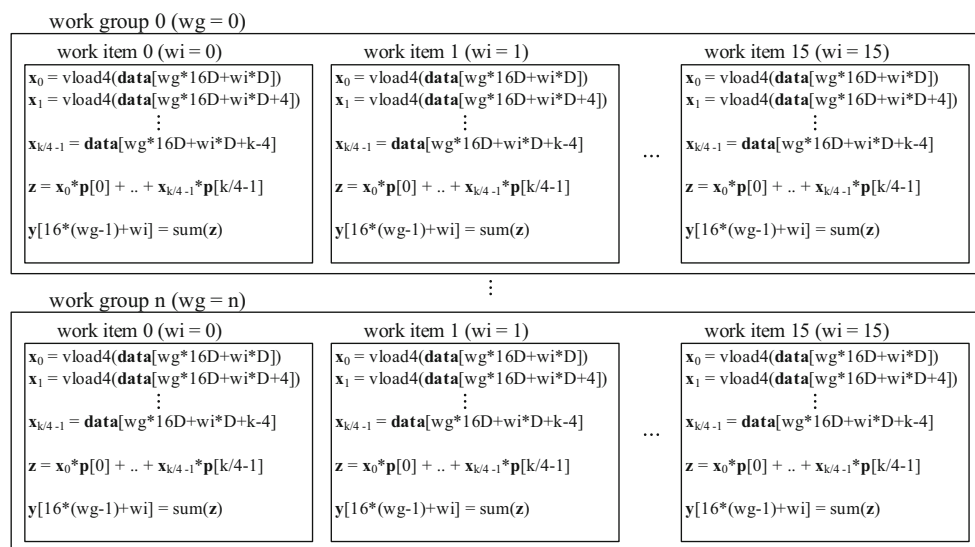 work group 0 (wg = 0)
work item 0 (wi = 0)
x0 = vload4(data[wg*16D+wi*D])
x1 = vload4(data[wg*16D+wi*D+4])
⋮
xk/4-1 = data[wg*16D+wi*D+k-4]
z = x0*p[0] + .. + xk/4-1*p[k/4-1]
y[16*(wg-1)+wi] = sum(z)
work item 1 (wi = 1)
x0 = vload4(data[wg*16D+wi*D])
x1 = vload4(data[wg*16D+wi*D+4])
⋮
xk/4-1 = data[wg*16D+wi*D+k-4]
z = x0*p[0] + .. + xk/4-1*p[k/4-1]
y[16*(wg-1)+wi] = sum(z)
...
work item 15 (wi = 15)
x0 = vload4(data[wg*16D+wi*D])
x1 = vload4(data[wg*16D+wi*D+4])
⋮
xk/4-1 = data[wg*16D+wi*D+k-4]
z = x0*p[0] + .. + xk/4-1*p[k/4-1]
y[16*(wg-1)+wi] = sum(z)
⋮
work group n (wg = n)
work item 0 (wi = 0)
x0 = vload4(data[wg*16D+wi*D])
x1 = vload4(data[wg*16D+wi*D+4])
⋮
xk/4-1 = data[wg*16D+wi*D+k-4]
z = x0*p[0] + .. + xk/4-1*p[k/4-1]
y[16*(wg-1)+wi] = sum(z)
work item 1 (wi = 1)
x0 = vload4(data[wg*16D+wi*D])
x1 = vload4(data[wg*16D+wi*D+4])
⋮
xk/4-1 = data[wg*16D+wi*D+k-4]
z = x0*p[0] + .. + xk/4-1*p[k/4-1]
y[16*(wg-1)+wi] = sum(z)
...
work item 15 (wi = 15)
x0 = vload4(data[wg*16D+wi*D])
x1 = vload4(data[wg*16D+wi*D+4])
⋮
xk/4-1 = data[wg*16D+wi*D+k-4]
z = x0*p[0] + .. + xk/4-1*p[k/4-1]
y[16*(wg-1)+wi] = sum(z)